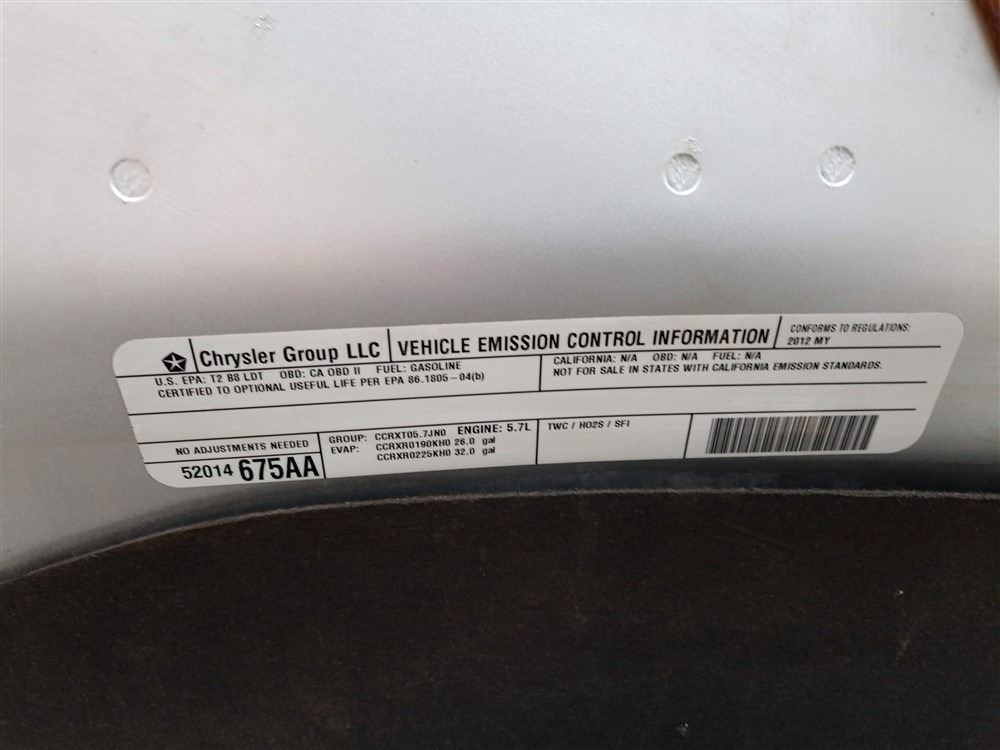 Chrysler Group LLC
VEHICLE EMISSION CONTROL INFORMATION
CONFORMS TO REGULATIONS:
2012 MY
U.S. EPA: T2 B8 LDT OBD: CA OBD II FUEL: GASOLINE
CERTIFIED TO OPTIONAL USEFUL LIFE PER EPA 86.1805-04(b)
CALIFORNIA: N/A OBD: N/A FUEL: N/A
NOT FOR SALE IN STATES WITH CALIFORNIA EMISSION STANDARDS.
NO ADJUSTMENTS NEEDED
52014 675AA
GROUP: CCRXT05.7JN0 ENGINE: 5.7L
EVAP: CCRXR0190KH0 26.0 gal
CCRXR0225KH0 32.0 gal
TWC / HO2S / SFI